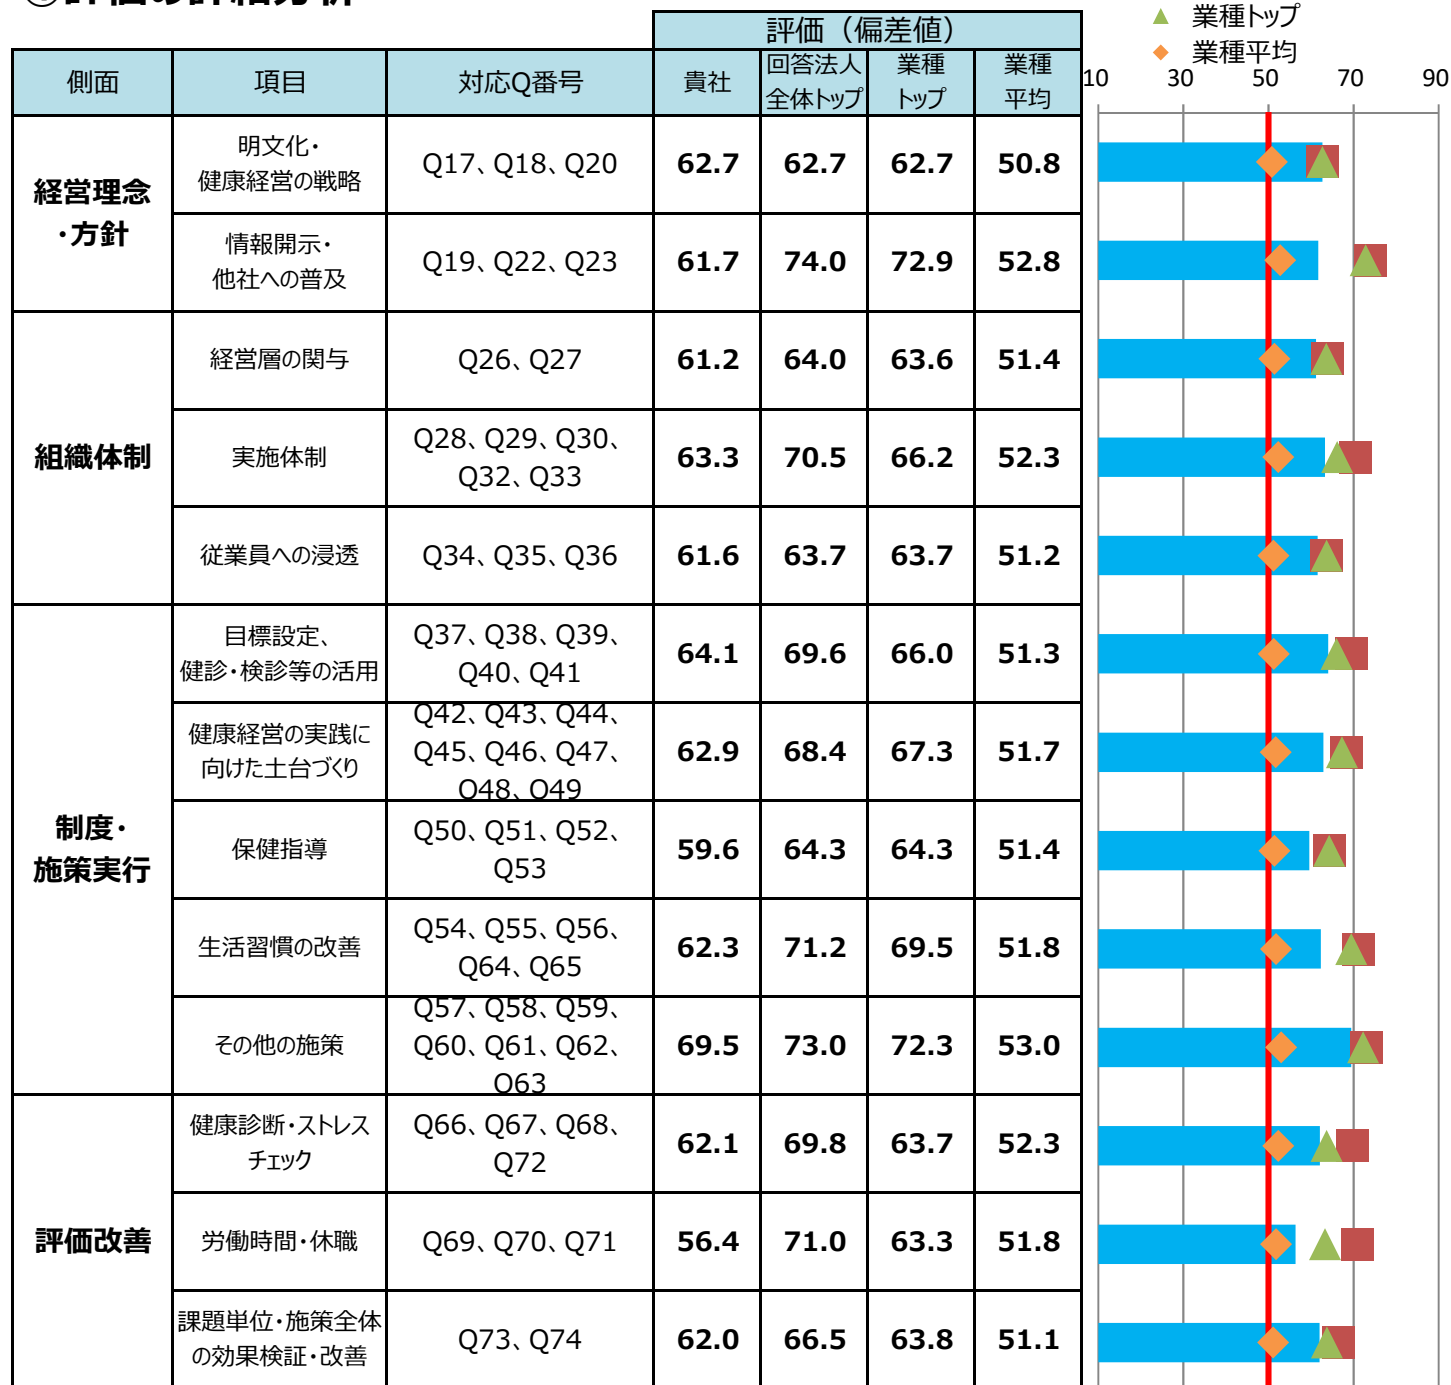 ①評価の詳細分析
▲ 業種トップ
◆ 業種平均
10 30 50 70 90
評価（偏差値）
側面 項目 対応Q番号 貴社 回答法人 業種 業種
全体トップ トップ 平均
経営理念
・方針
明文化・
健康経営の戦略
Q17、Q18、Q20 62.7 62.7 62.7 50.8
情報開示・
他社への普及
Q19、Q22、Q23 61.7 74.0 72.9 52.8
組織体制
経営層の関与 Q26、Q27 61.2 64.0 63.6 51.4
実施体制
Q28、Q29、Q30、
Q32、Q33
63.3 70.5 66.2 52.3
従業員への浸透 Q34、Q35、Q36 61.6 63.7 63.7 51.2
制度・
施策実行
目標設定、
健診・検診等の活用
Q37、Q38、Q39、
Q40、Q41
64.1 69.6 66.0 51.3
健康経営の実践に
向けた土台づくり
Q42、Q43、Q44、
Q45、Q46、Q47、
Q48、Q49
62.9 68.4 67.3 51.7
保健指導
Q50、Q51、Q52、
Q53
59.6 64.3 64.3 51.4
生活習慣の改善
Q54、Q55、Q56、
Q64、Q65
62.3 71.2 69.5 51.8
その他の施策
Q57、Q58、Q59、
Q60、Q61、Q62、
Q63
69.5 73.0 72.3 53.0
評価改善
健康診断・ストレス
チェック
Q66、Q67、Q68、
Q72
62.1 69.8 63.7 52.3
労働時間・休職 Q69、Q70、Q71 56.4 71.0 63.3 51.8
課題単位・施策全体
の効果検証・改善
Q73、Q74 62.0 66.5 63.8 51.1